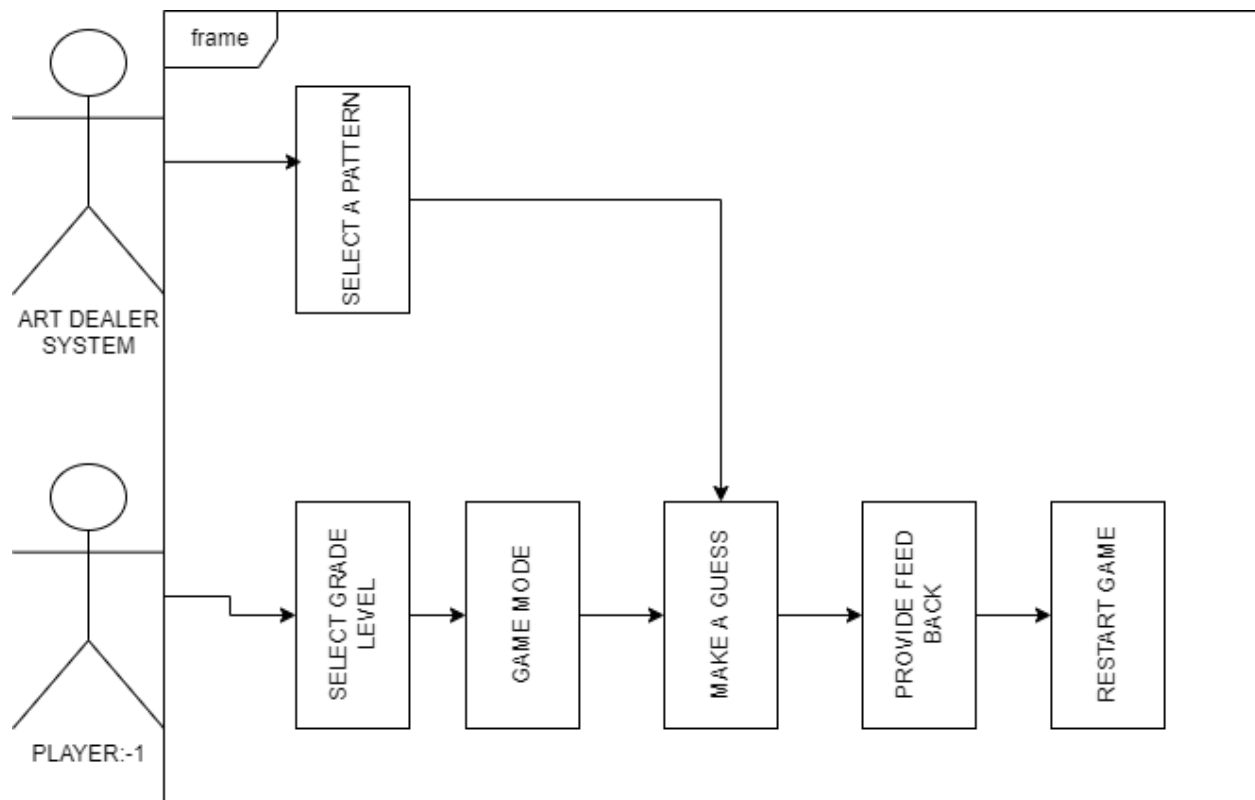 frame
SELECT A PATTERN
ART DEALER
SYSTEM
SELECT GRADE
LEVEL
GAME MODE
MAKE A GUESS
PROVIDE FEED
BACK
RESTART GAME
PLAYER:-1